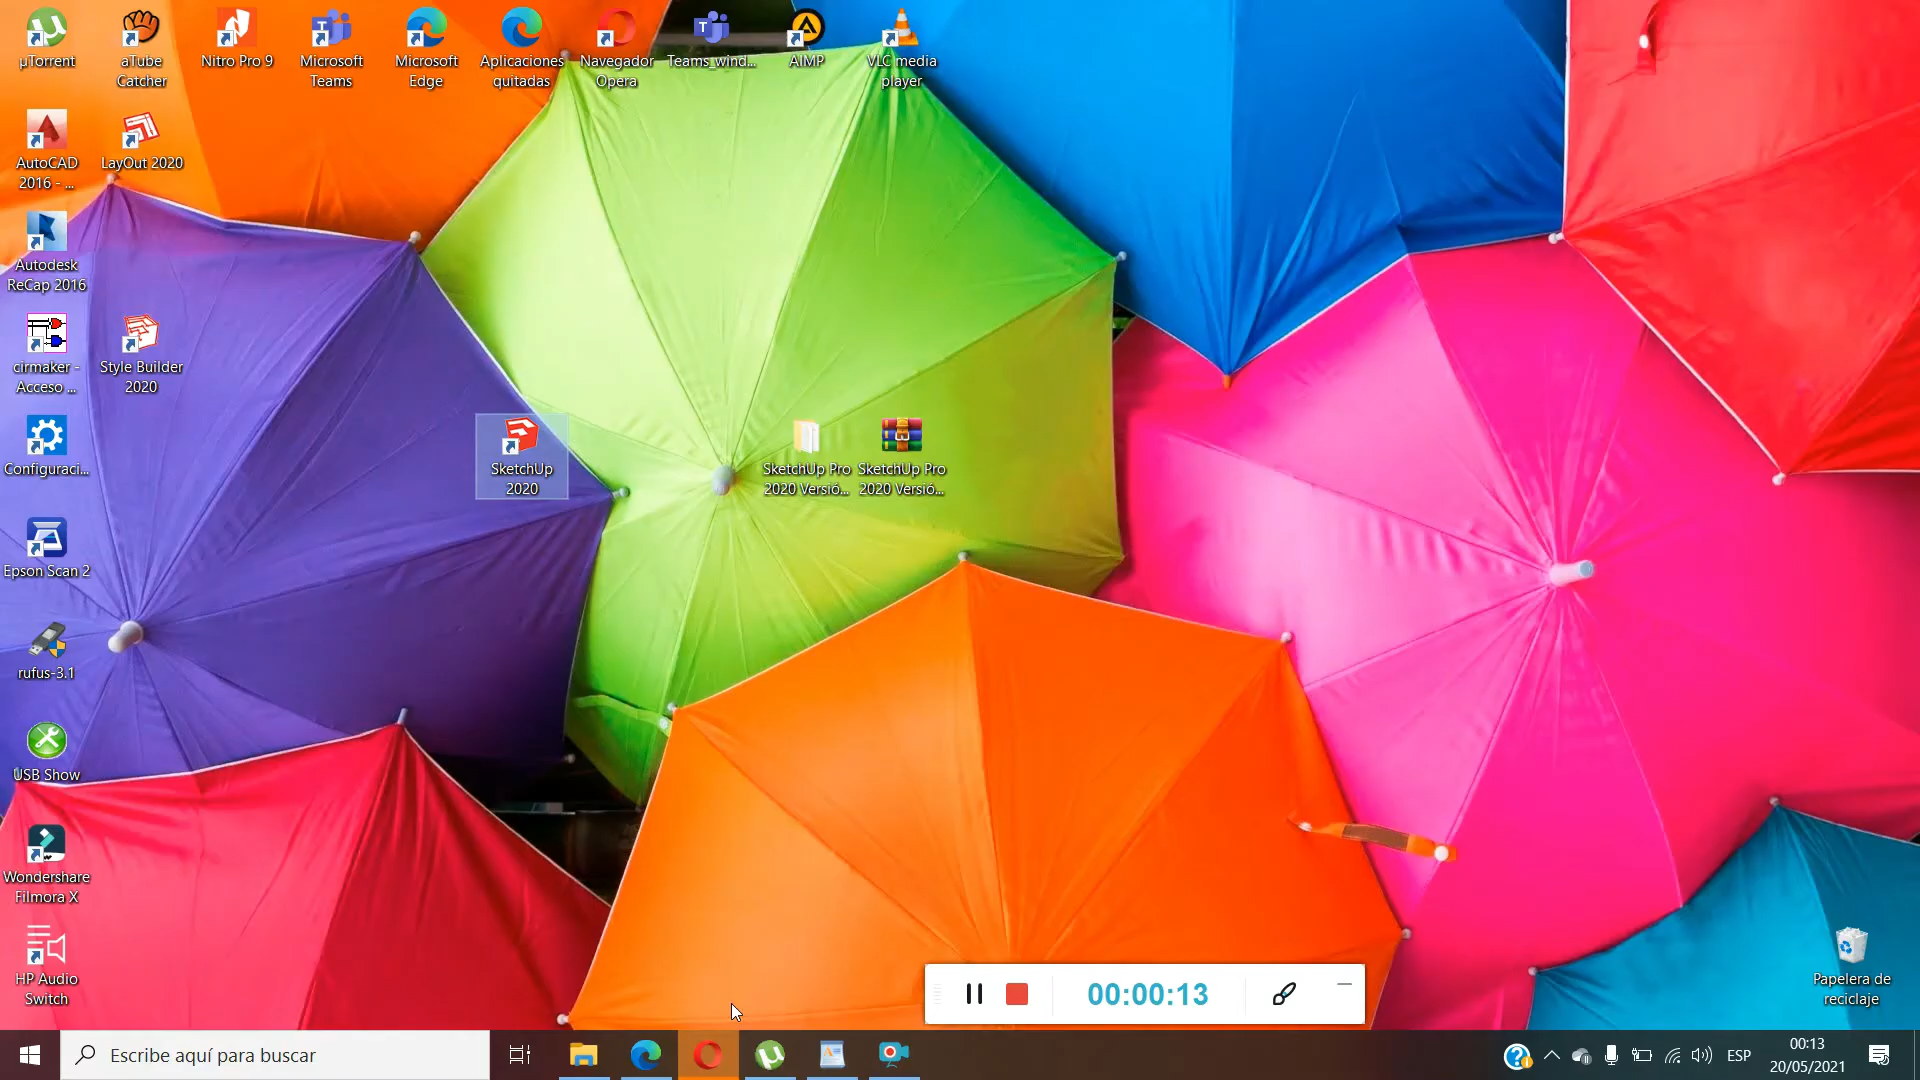 µTorrent
aTube
Catcher
Nitro Pro 9
Microsoft
Teams
Microsoft
Edge
Aplicaciones
quitadas
Navegador
Opera
Teams_wind...
AIMP
VLC media
player
AutoCAD
2016 - ...
LayOut 2020
Autodesk
ReCap 2016
cirmaker -
Acceso ...
Style Builder
2020
Configuraci...
SketchUp
2020
SketchUp Pro
2020 Versió...
SketchUp Pro
2020 Versió...
Epson Scan 2
rufus-3.1
USB Show
Wondershare
Filmora X
HP Audio
Switch
Papelera de
reciclaje
00:00:13
Escribe aquí para buscar
ESP
00:13
20/05/2021